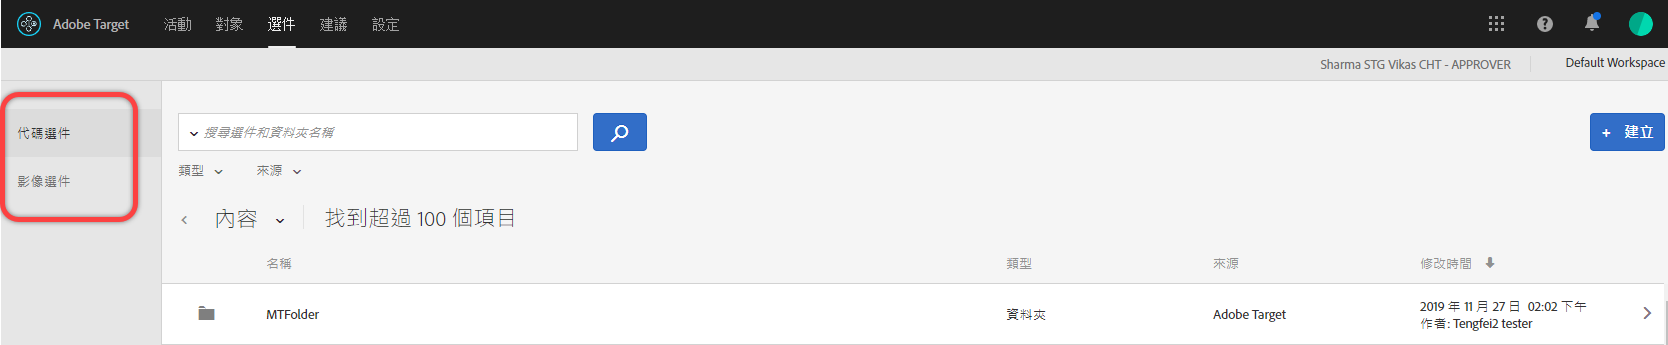 Adobe Target 活動 對象 選件 建議 設定
Sharma STG Vikas CHT - APPROVER Default Workspace
代碼選件
影像選件
搜尋選件和資料夾名稱
+ 建立
類型 來源
內容 找到超過 100 個項目
名稱 類型 來源 修改時間
MTFolder 資料夾 Adobe Target 2019 年 11 月 27 日 02:02 下午
作者: Tengfei2 tester